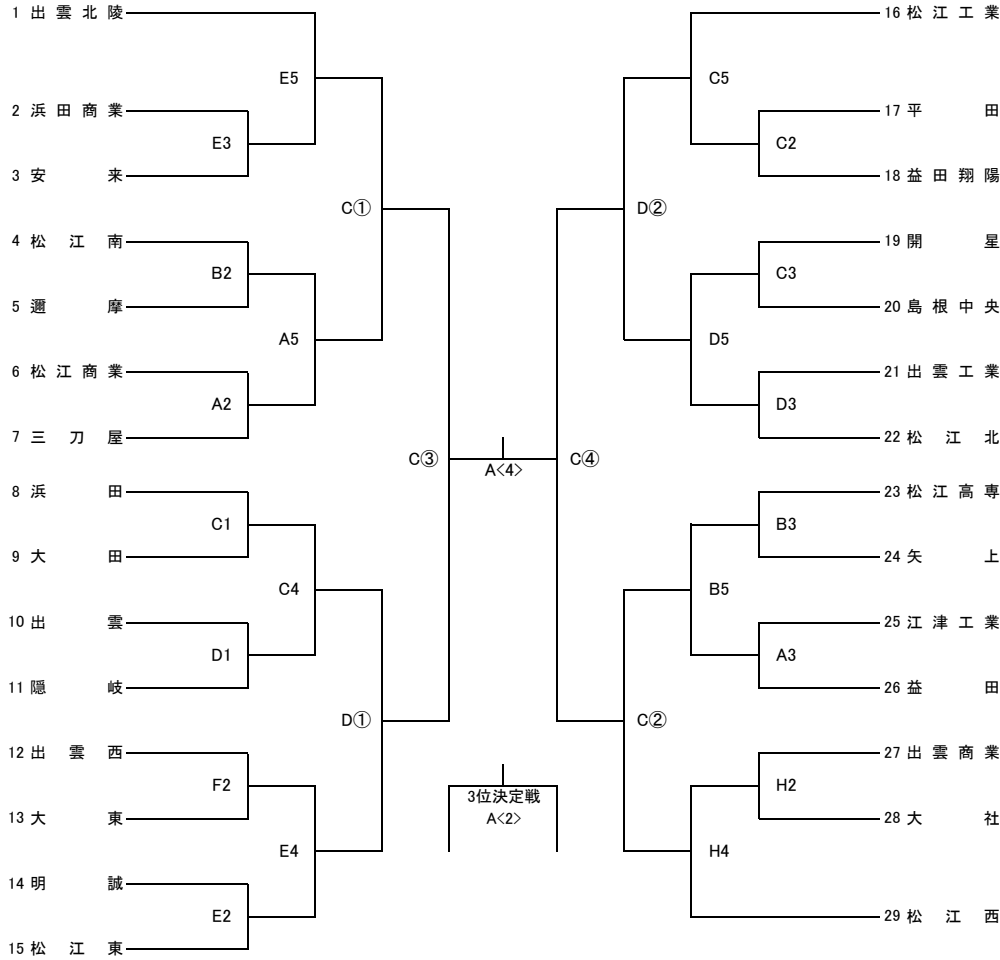 1 出雲北陵
E5
2 浜田商業
E3
3 安来
C①
4 松江南
B2
5 邇摩
A5
6 松江商業
A2
7 三刀屋
C③
8 浜田
C1
9 大田
C4
10 出雲
D1
11 隠岐
D①
12 出雲西
F2
13 大東
E4
14 明誠
E2
15 松江東
A<4>
3位決定戦
A<2>
16 松江工業
C5
17 平田
C2
18 益田翔陽
D②
19 開星
C3
20 島根中央
D5
21 出雲工業
D3
22 松江北
C④
23 松江高専
B3
24 矢上
B5
25 江津工業
A3
26 益田
C②
27 出雲商業
H2
28 大社
H4
29 松江西